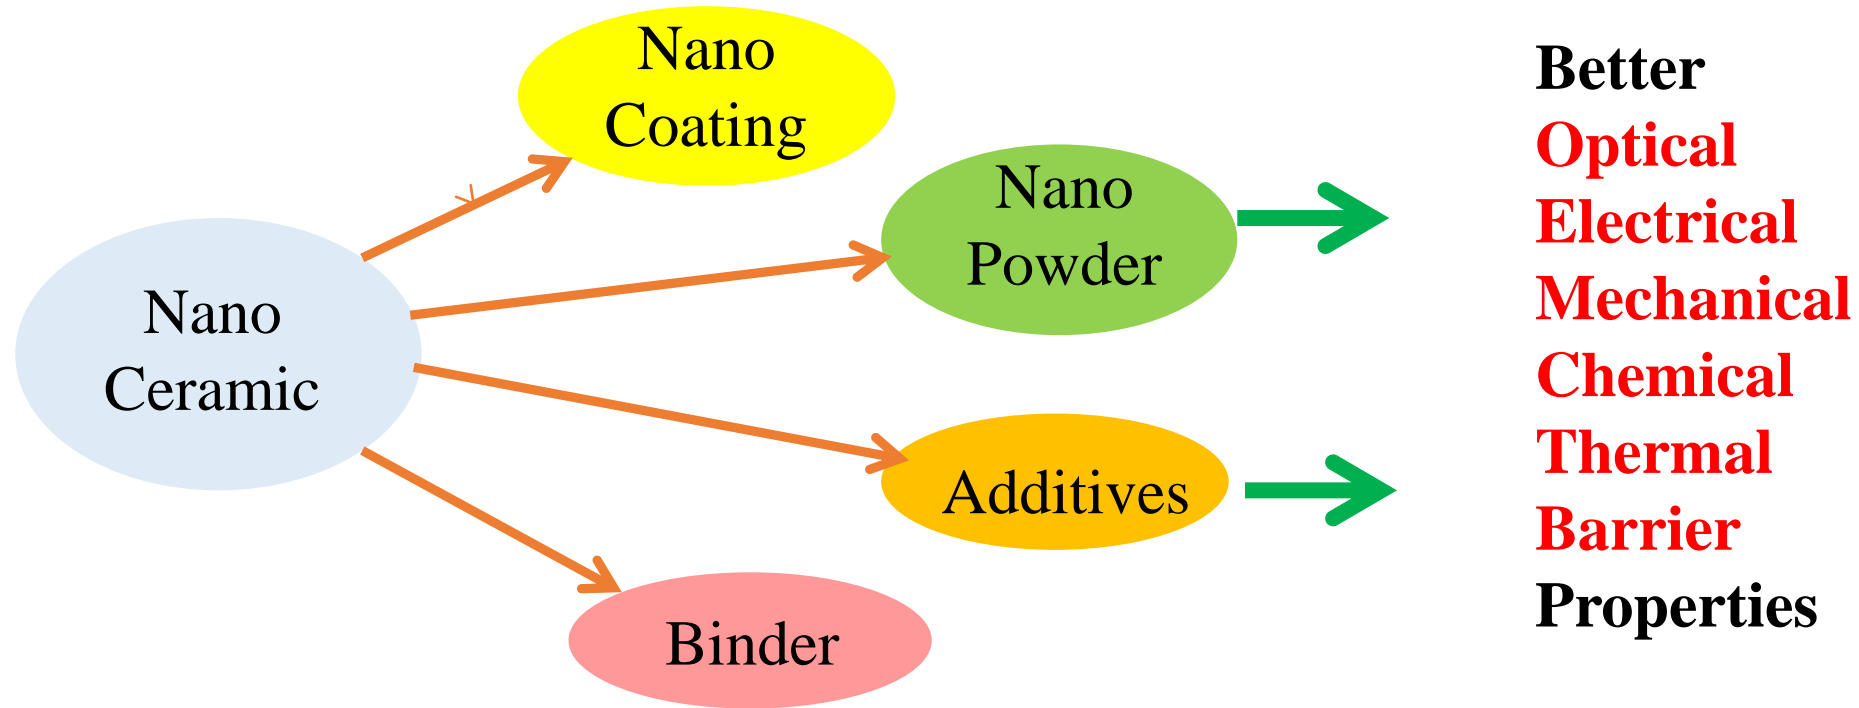 Nano
Coating
Nano
Powder
Nano
Ceramic
Additives
Binder
Better
Optical
Electrical
Mechanical
Chemical
Thermal
Barrier
Properties